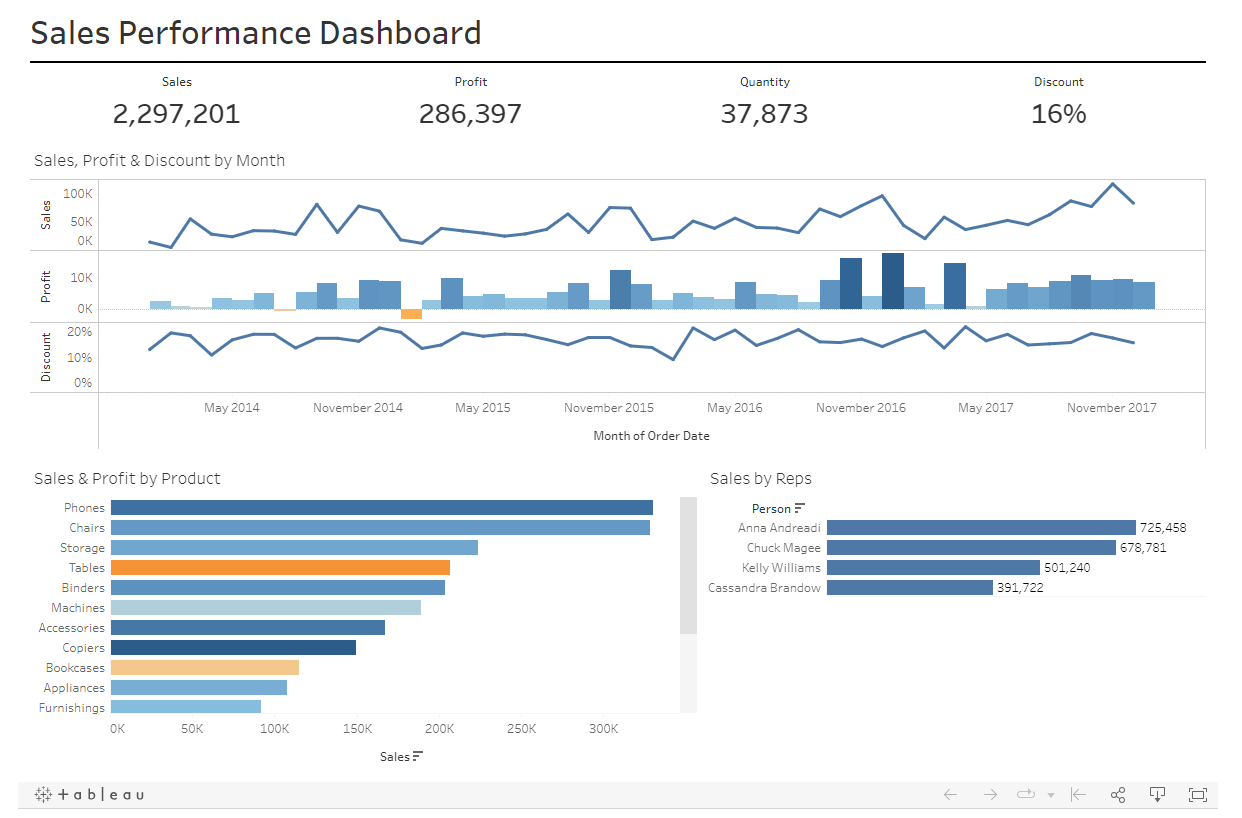 Sales Performance Dashboard
Sales Profit Quantity Discount
2,297,201 286,397 37,873 16%
Sales, Profit & Discount by Month
Sales
100K
50K
0K
Profit
10K
0K
Discount
20%
10%
0%
May 2014 November 2014 May 2015 November 2015 May 2016 November 2016 May 2017 November 2017
Month of Order Date
Sales & Profit by Product
Phones
Chairs
Storage
Tables
Binders
Machines
Accessories
Copiers
Bookcases
Appliances
Furnishings
0K 50K 100K 150K 200K 250K 300K
Sales
Sales by Reps
Person
Anna Andreadi 725,458
Chuck Magee 678,781
Kelly Williams 501,240
Cassandra Brandow 391,722
+ableau